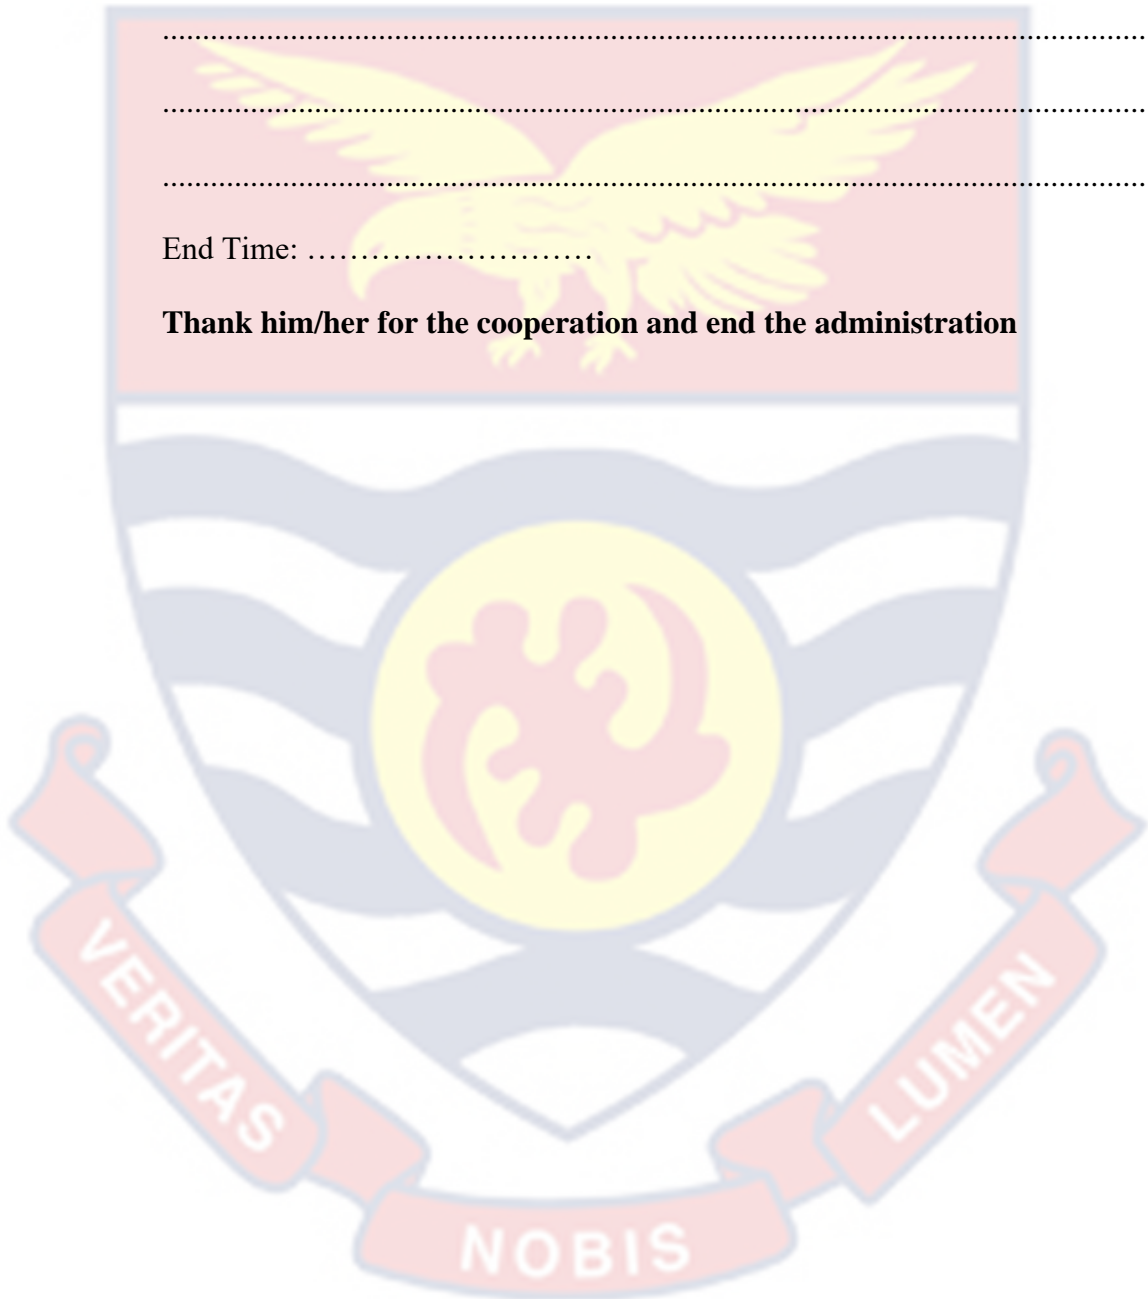 ....................................................................................................................................
....................................................................................................................................
....................................................................................................................................
End Time: ………………………
Thank him/her for the cooperation and end the administration
VERITAS
NOBIS
LUMEN